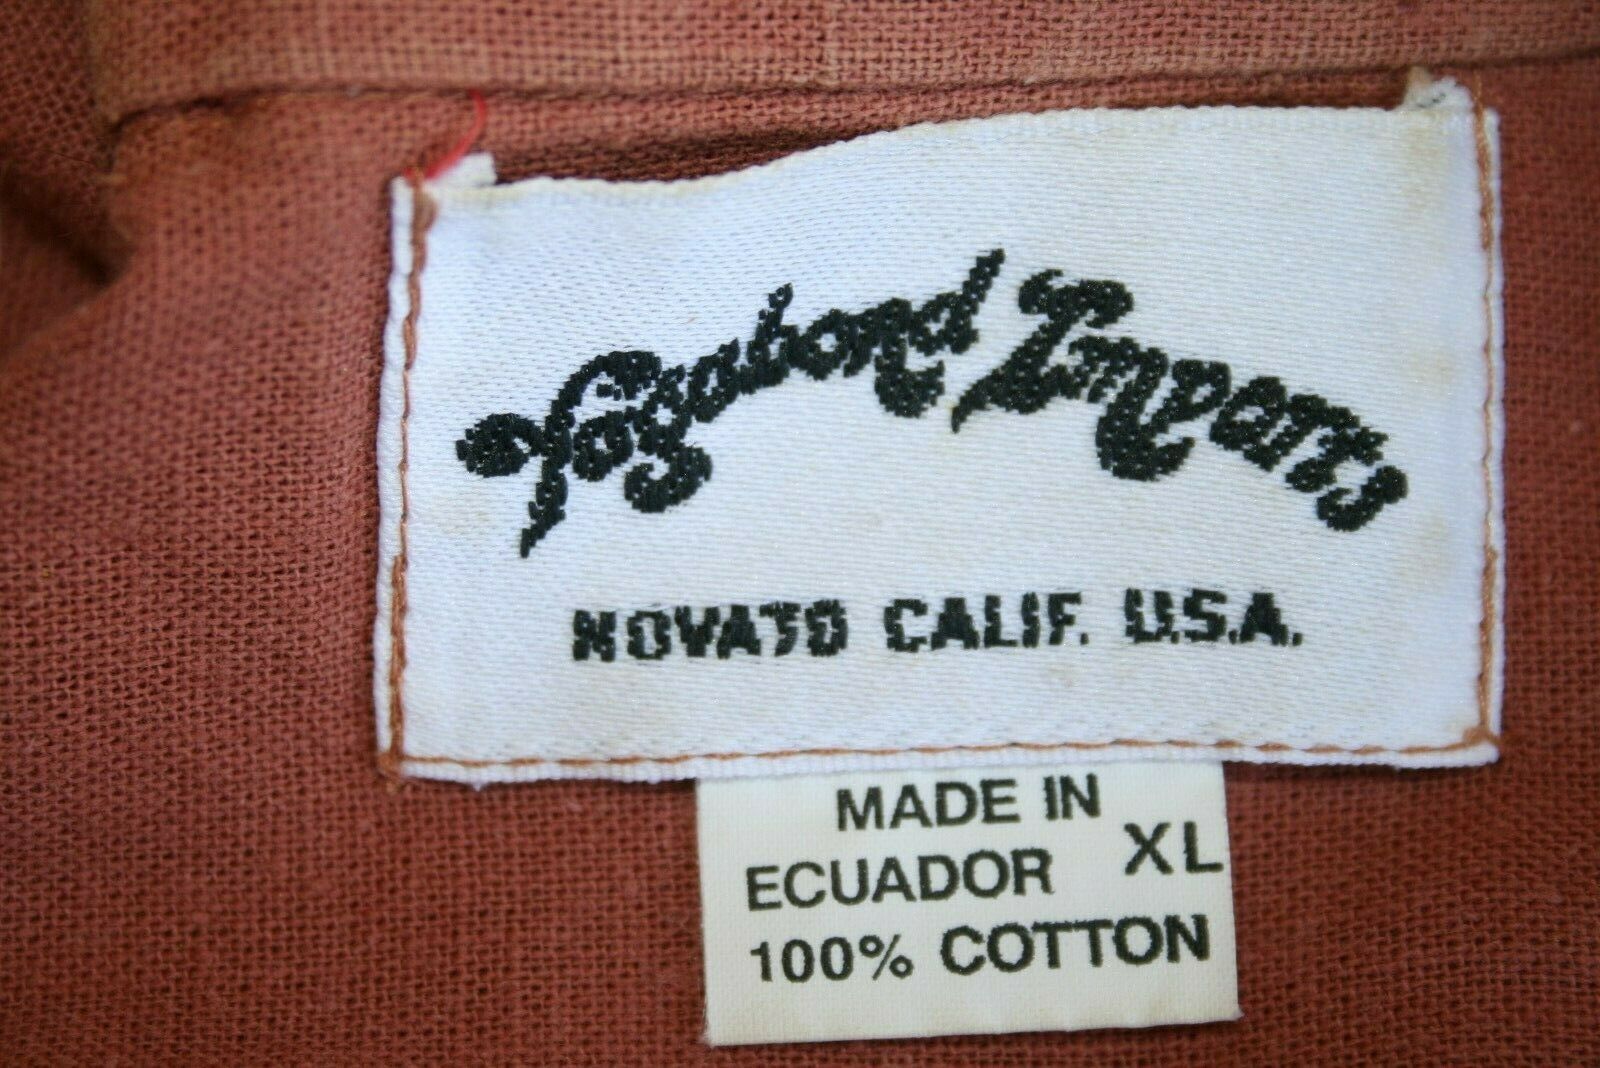 Vagabond Imports
NOVATO CALIF. U.S.A.
MADE IN
ECUADOR XL
100% COTTON